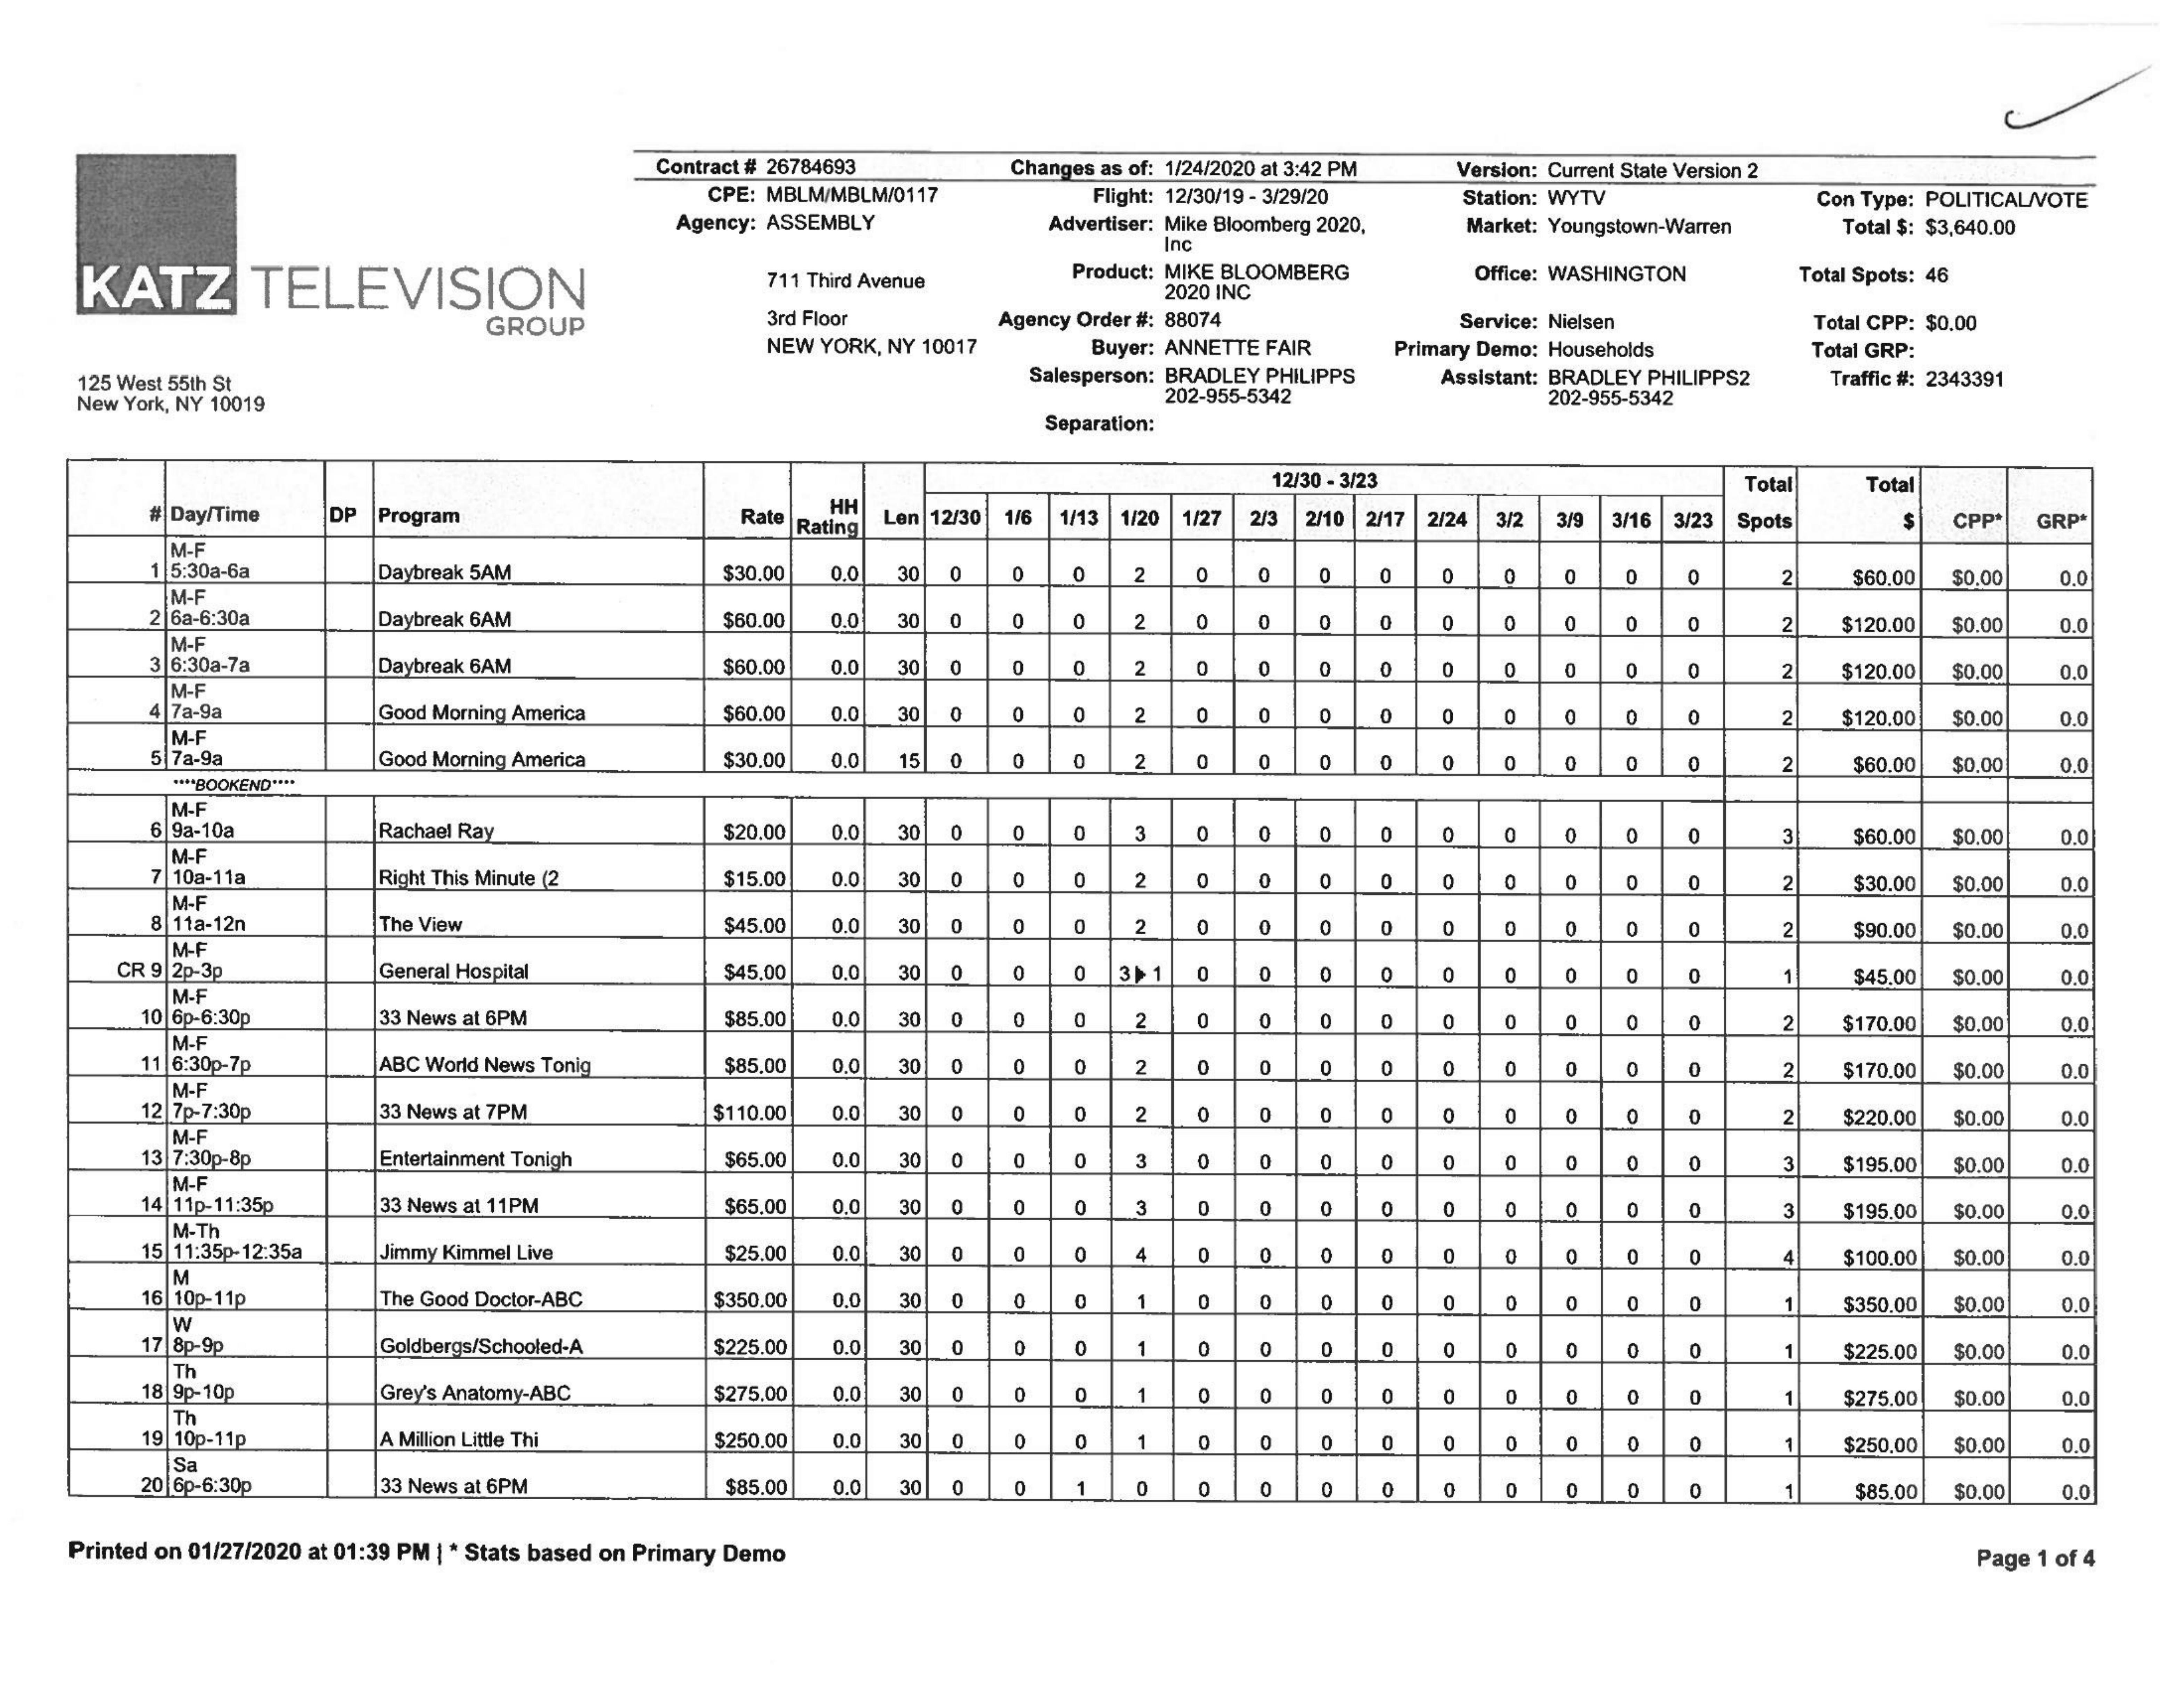 Contract # 26784693 Changes as of: 1/24/2020 at 3:42 PM Version: Current State Version 2
CPE: MBLM/MBLM/0117 Flight: 12/30/19 - 3/29/20 Station: WYTV Con Type: POLITICAL/VOTE
Agency: ASSEMBLY Advertiser: Mike Bloomberg 2020, Inc Market: Youngstown-Warren Total $: $3,640.00
711 Third Avenue Product: MIKE BLOOMBERG 2020 INC Office: WASHINGTON Total Spots: 46
KATZ TELEVISION
GROUP
3rd Floor Agency Order #: 88074 Service: Nielsen Total CPP: $0.00
NEW YORK, NY 10017 Buyer: ANNETTE FAIR Primary Demo: Households Total GRP:
125 West 55th St
New York, NY 10019
Salesperson: BRADLEY PHILIPPS 202-955-5342 Assistant: BRADLEY PHILIPPS2 202-955-5342 Traffic #: 2343391
Separation:
12/30 - 3/23
# Day/Time DP Program Rate HH Rating Len 12/30 1/6 1/13 1/20 1/27 2/3 2/10 2/17 2/24 3/2 3/9 3/16 3/23 Total Spots Total $ CPP* GRP*
1 M-F 5:30a-6a Daybreak 5AM $30.00 0.0 30 0 0 0 2 0 0 0 0 0 0 0 0 0 2 $60.00 $0.00 0.0
2 M-F 6a-6:30a Daybreak 6AM $60.00 0.0 30 0 0 0 2 0 0 0 0 0 0 0 0 0 2 $120.00 $0.00 0.0
3 M-F 6:30a-7a Daybreak 6AM $60.00 0.0 30 0 0 0 2 0 0 0 0 0 0 0 0 0 2 $120.00 $0.00 0.0
4 M-F 7a-9a Good Morning America $60.00 0.0 30 0 0 0 2 0 0 0 0 0 0 0 0 0 2 $120.00 $0.00 0.0
5 M-F 7a-9a Good Morning America $30.00 0.0 15 0 0 0 2 0 0 0 0 0 0 0 0 0 2 $60.00 $0.00 0.0
****BOOKEND****
6 M-F 9a-10a Rachael Ray $20.00 0.0 30 0 0 0 3 0 0 0 0 0 0 0 0 0 3 $60.00 $0.00 0.0
7 M-F 10a-11a Right This Minute (2 $15.00 0.0 30 0 0 0 2 0 0 0 0 0 0 0 0 0 2 $30.00 $0.00 0.0
8 M-F 11a-12n The View $45.00 0.0 30 0 0 0 2 0 0 0 0 0 0 0 0 0 2 $90.00 $0.00 0.0
CR 9 M-F 2p-3p General Hospital $45.00 0.0 30 0 0 0 3▶1 0 0 0 0 0 0 0 0 0 1 $45.00 $0.00 0.0
10 M-F 6p-6:30p 33 News at 6PM $85.00 0.0 30 0 0 0 2 0 0 0 0 0 0 0 0 0 2 $170.00 $0.00 0.0
11 M-F 6:30p-7p ABC World News Tonig $85.00 0.0 30 0 0 0 2 0 0 0 0 0 0 0 0 0 2 $170.00 $0.00 0.0
12 M-F 7p-7:30p 33 News at 7PM $110.00 0.0 30 0 0 0 2 0 0 0 0 0 0 0 0 0 2 $220.00 $0.00 0.0
13 M-F 7:30p-8p Entertainment Tonigh $65.00 0.0 30 0 0 0 3 0 0 0 0 0 0 0 0 0 3 $195.00 $0.00 0.0
14 M-F 11p-11:35p 33 News at 11PM $65.00 0.0 30 0 0 0 3 0 0 0 0 0 0 0 0 0 3 $195.00 $0.00 0.0
15 M-Th 11:35p-12:35a Jimmy Kimmel Live $25.00 0.0 30 0 0 0 4 0 0 0 0 0 0 0 0 0 4 $100.00 $0.00 0.0
16 M 10p-11p The Good Doctor-ABC $350.00 0.0 30 0 0 0 1 0 0 0 0 0 0 0 0 0 1 $350.00 $0.00 0.0
17 W 8p-9p Goldbergs/Schooled-A $225.00 0.0 30 0 0 0 1 0 0 0 0 0 0 0 0 0 1 $225.00 $0.00 0.0
18 Th 9p-10p Grey's Anatomy-ABC $275.00 0.0 30 0 0 0 1 0 0 0 0 0 0 0 0 0 1 $275.00 $0.00 0.0
19 Th 10p-11p A Million Little Thi $250.00 0.0 30 0 0 0 1 0 0 0 0 0 0 0 0 0 1 $250.00 $0.00 0.0
20 Sa 6p-6:30p 33 News at 6PM $85.00 0.0 30 0 0 1 0 0 0 0 0 0 0 0 0 0 1 $85.00 $0.00 0.0
Printed on 01/27/2020 at 01:39 PM | * Stats based on Primary Demo Page 1 of 4